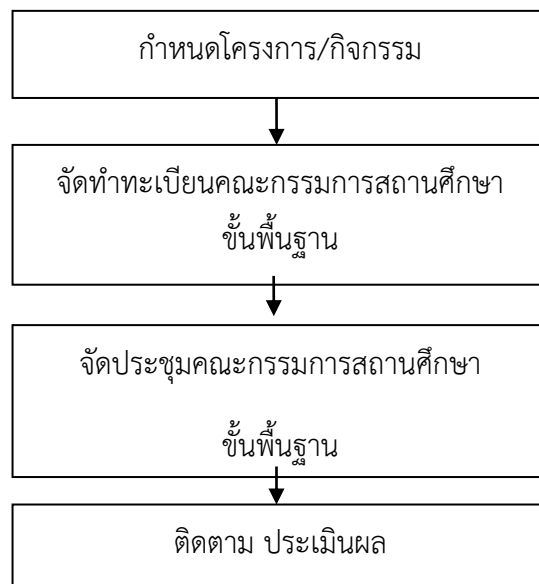 กำหนดโครงการ/กิจกรรม
จัดทำทะเบียนคณะกรรมการสถานศึกษา
ขั้นพื้นฐาน
จัดประชุมคณะกรรมการสถานศึกษา
ขั้นพื้นฐาน
ติดตาม ประเมินผล